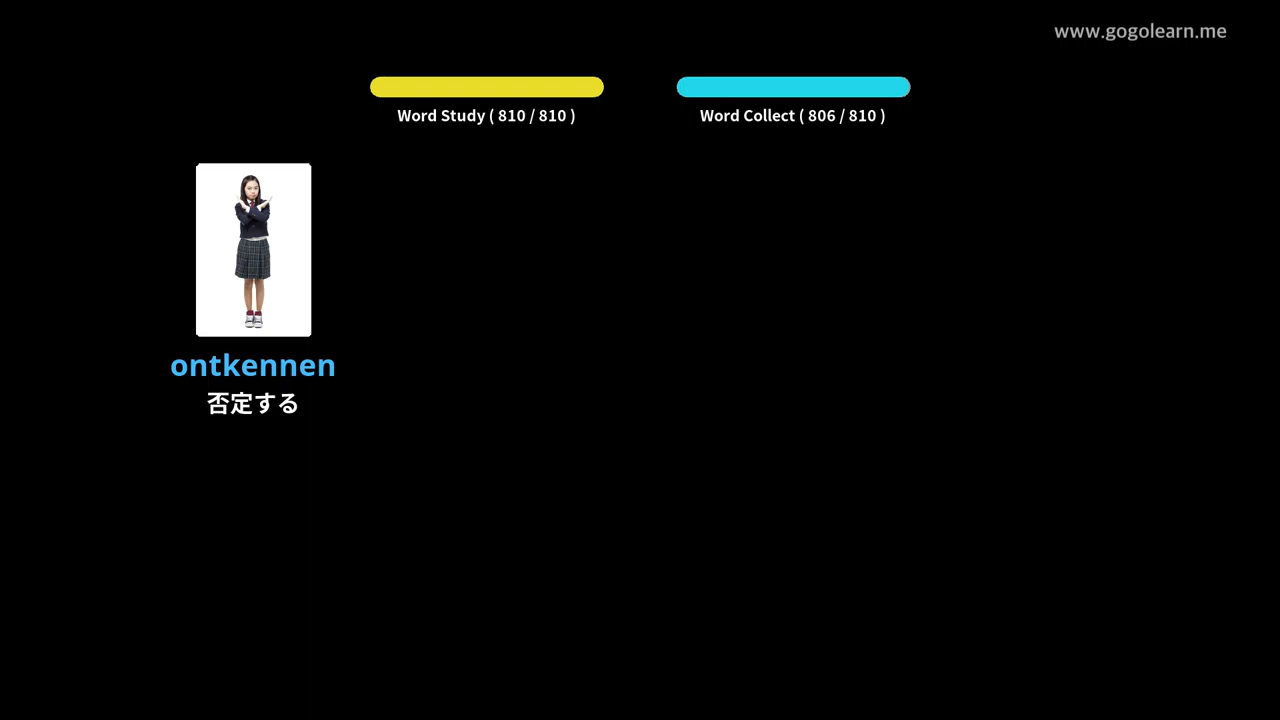 www.gogolearn.me
Word Study ( 810 / 810 )
Word Collect ( 806 / 810 )
ontkennen
否定する